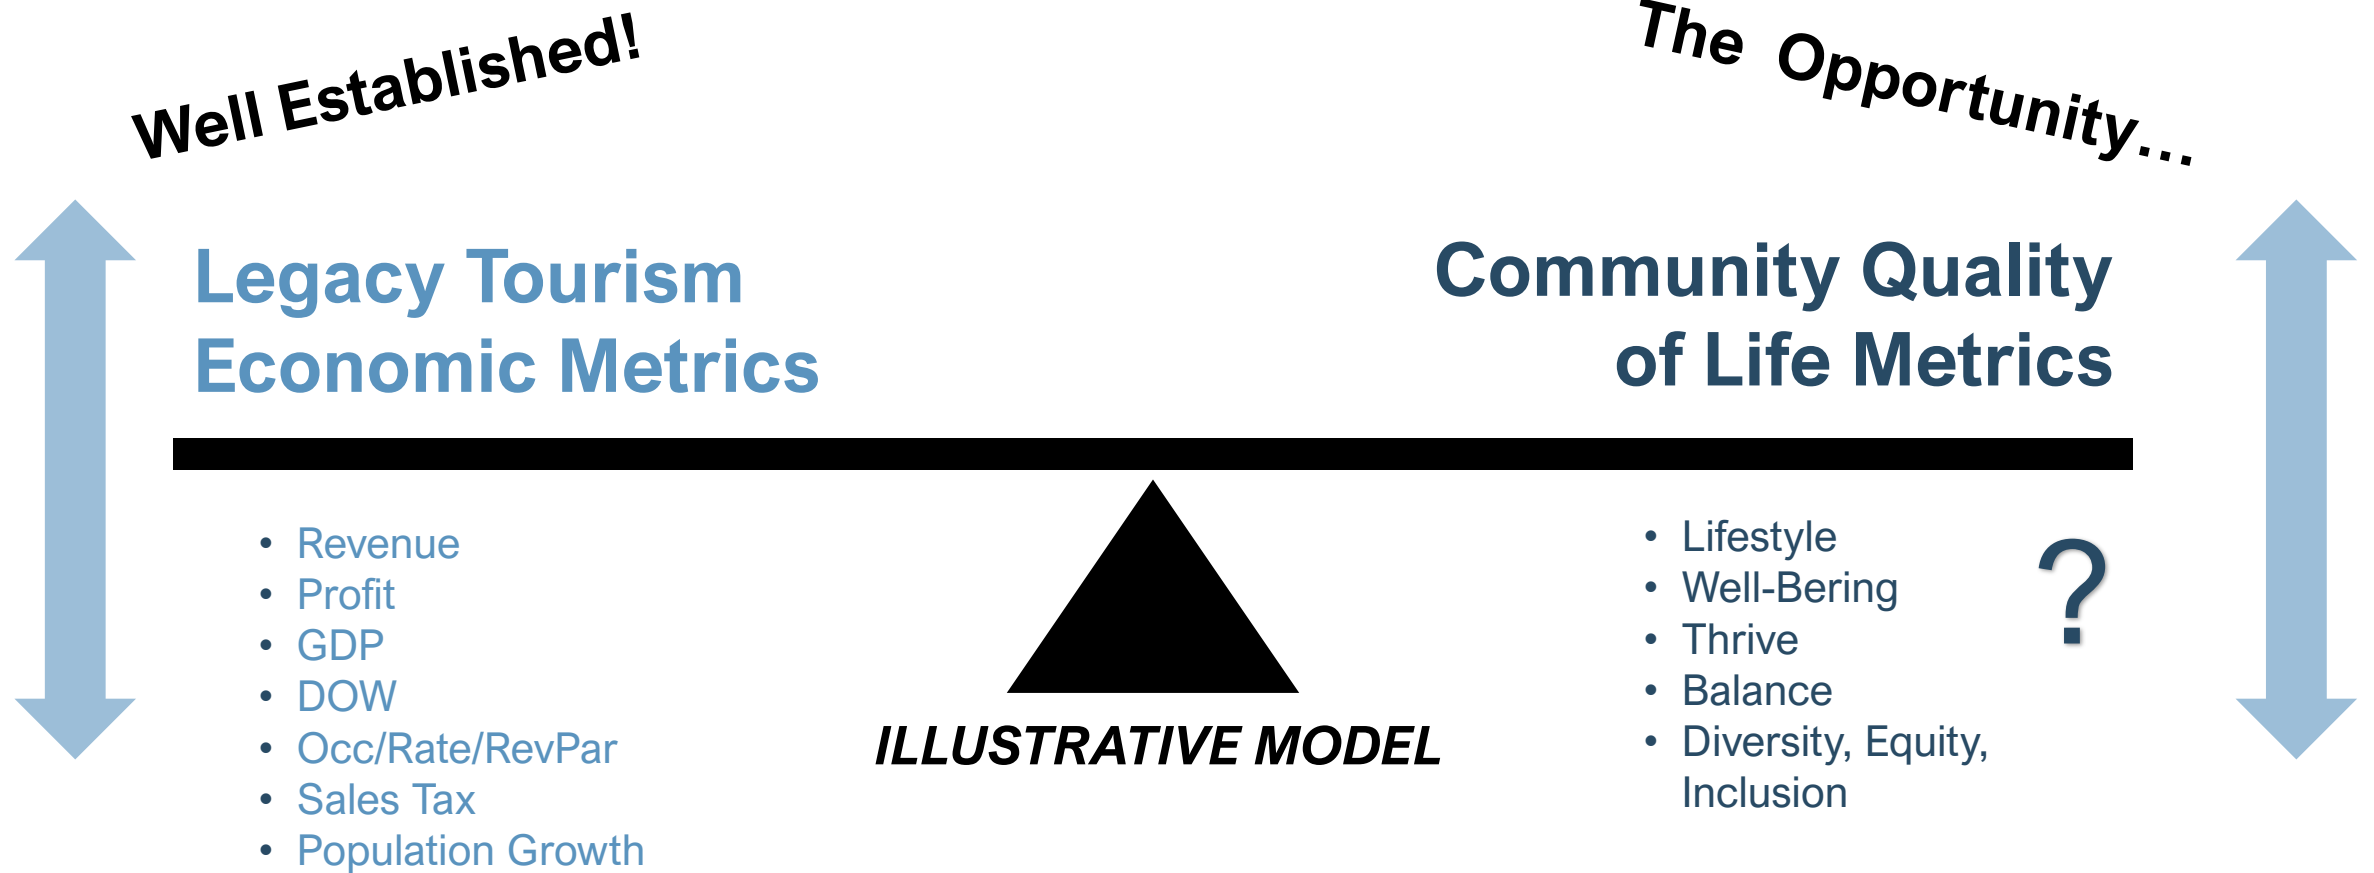 Well Established!
The Opportunity...
Legacy Tourism
Economic Metrics
Community Quality
of Life Metrics
• Revenue
• Profit
• GDP
• DOW
• Occ/Rate/RevPar
• Sales Tax
• Population Growth
ILLUSTRATIVE MODEL
• Lifestyle
• Well-Bering
• Thrive
• Balance
• Diversity, Equity,
Inclusion
?